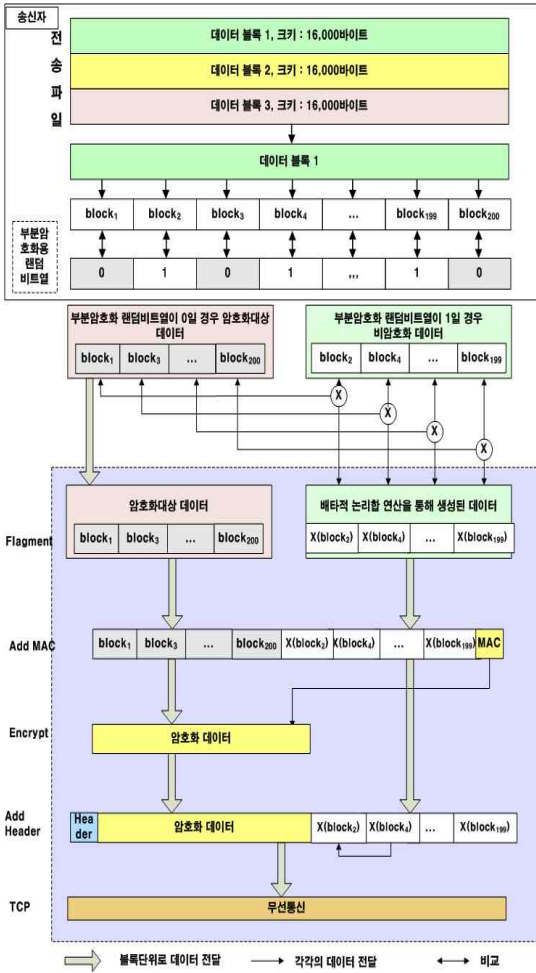 송신자
전
송
파
일
데이터 블록 1, 크키 : 16,000바이트
데이터 블록 2, 크키 : 16,000바이트
데이터 블록 3, 크키 : 16,000바이트
데이터 블록 1
block₁ block₂ block₃ block₄ ... block₁₉₉ block₂₀₀
부분암
호화용
랜덤
비트열
0 1 0 1 ,,, 1 0
부분암호화 랜덤비트열이 0일 경우 암호화대상
데이터
block₁ block₃ ... block₂₀₀
부분암호화 랜덤비트열이 1일 경우
비암호화 데이터
block₂ block₄ ... block₁₉₉
X
X
X
X
Flagment
암호화대상 데이터
block₁ block₃ ... block₂₀₀
배타적 논리합 연산을 통해 생성된 데이터
X(block₂) X(block₄) ... X(block₁₉₉)
Add MAC
block₁ block₃ ... block₂₀₀ X(block₂) X(block₄) ... X(block₁₉₉) MAC
Encrypt
암호화 데이터
Add
Header
Hea
der
암호화 데이터
X(block₂) X(block₄) ... X(block₁₉₉)
TCP
무선통신
블록단위로 데이터 전달
각각의 데이터 전달
비교